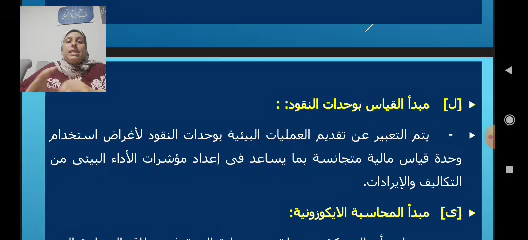 [ل] مبدأ القياس بوحدات النقود: :
- يتم التعبير عن تقديم العمليات البيئية بوحدات النقود لأغراض استخدام
وحدة قياس مالية متجانسة بما يساعد فى إعداد مؤشرات الأداء البيئى من
التكاليف والإيرادات.
[ى] مبدأ المحاسبة الايكوزونية: